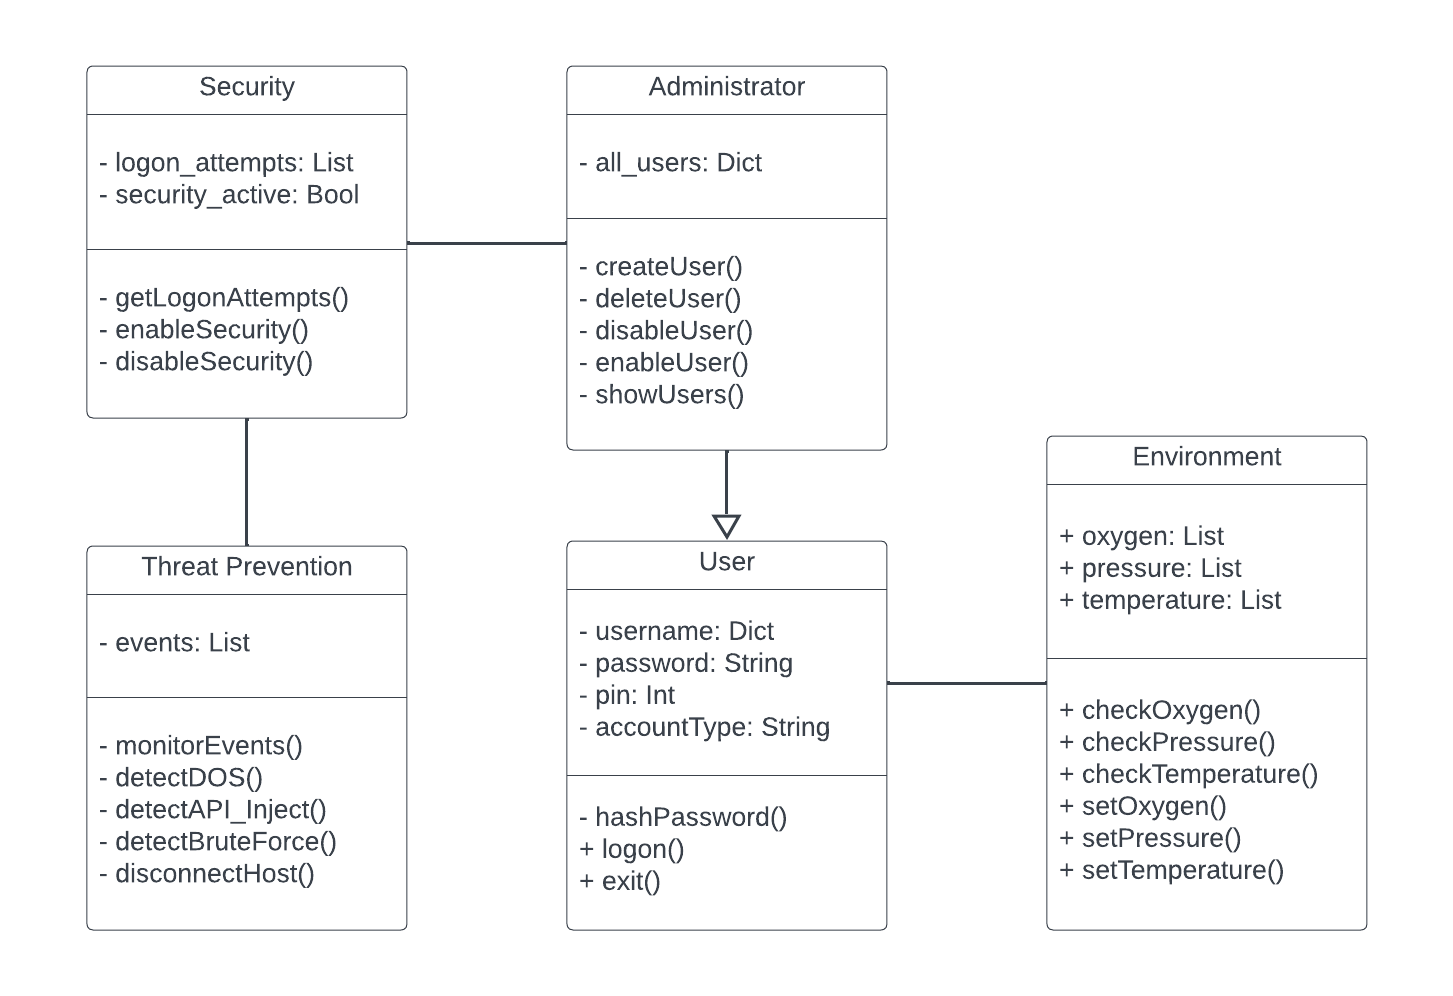 Security
- logon_attempts: List
- security_active: Bool
- getLogonAttempts()
- enableSecurity()
- disableSecurity()
Administrator
- all_users: Dict
- createUser()
- deleteUser()
- disableUser()
- enableUser()
- showUsers()
Threat Prevention
- events: List
- monitorEvents()
- detectDOS()
- detectAPI_Inject()
- detectBruteForce()
- disconnectHost()
User
- username: Dict
- password: String
- pin: Int
- accountType: String
- hashPassword()
+ logon()
+ exit()
Environment
+ oxygen: List
+ pressure: List
+ temperature: List
+ checkOxygen()
+ checkPressure()
+ checkTemperature()
+ setOxygen()
+ setPressure()
+ setTemperature()